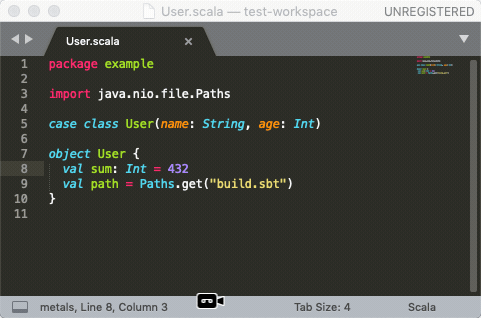 User.scala — test-workspace
UNREGISTERED
User.scala
1 package example
2
3 import java.nio.file.Paths
4
5 case class User(name: String, age: Int)
6
7 object User {
8 val sum: Int = 432
9 val path = Paths.get("build.sbt")
10 }
11
metals, Line 8, Column 3
Tab Size: 4
Scala